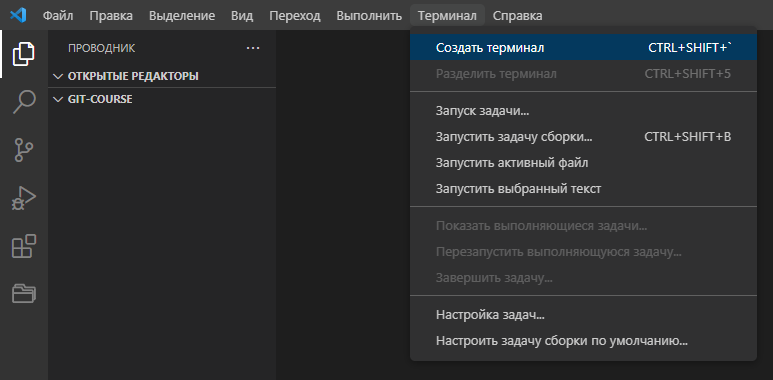 Файл Правка Выделение Вид Переход Выполнить Терминал Справка
ПРОВОДНИК
ОТКРЫТЫЕ РЕДАКТОРЫ
GIT-COURSE
Создать терминал CTRL+SHIFT+`
Разделить терминал CTRL+SHIFT+5
Запуск задачи...
Запустить задачу сборки... CTRL+SHIFT+B
Запустить активный файл
Запустить выбранный текст
Показать выполняющиеся задачи...
Перезапустить выполняющуюся задачу...
Завершить задачу...
Настройка задач...
Настроить задачу сборки по умолчанию...